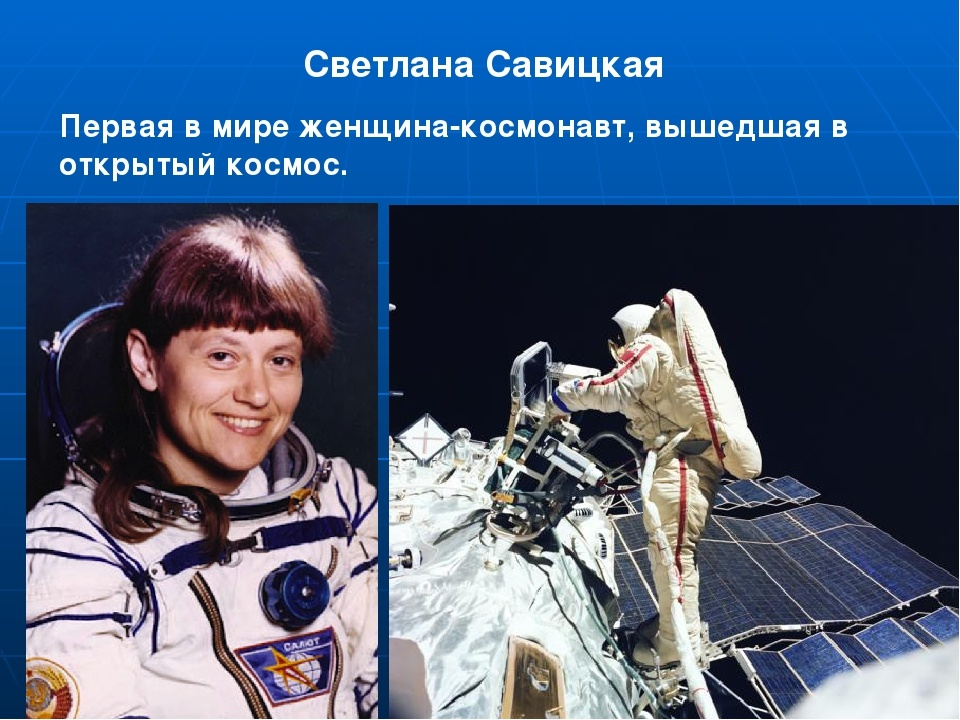 Светлана Савицкая
Первая в мире женщина-космонавт, вышедшая в
открытый космос.
САЛЮТ